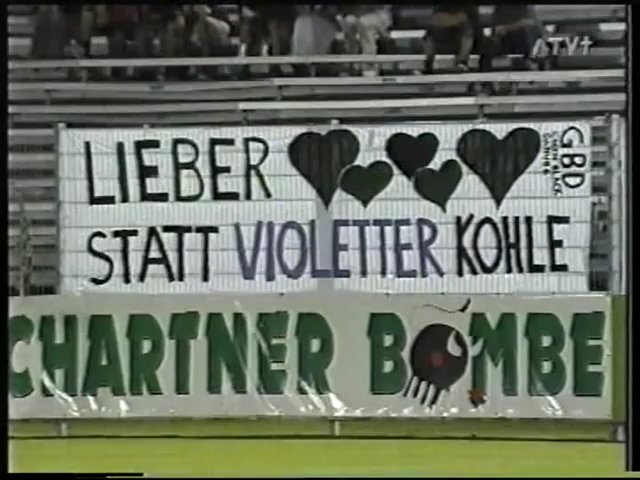 ATV+
LIEBER
GBD
STATT VIOLETTER KOHLE
CHARTNER BOMBE